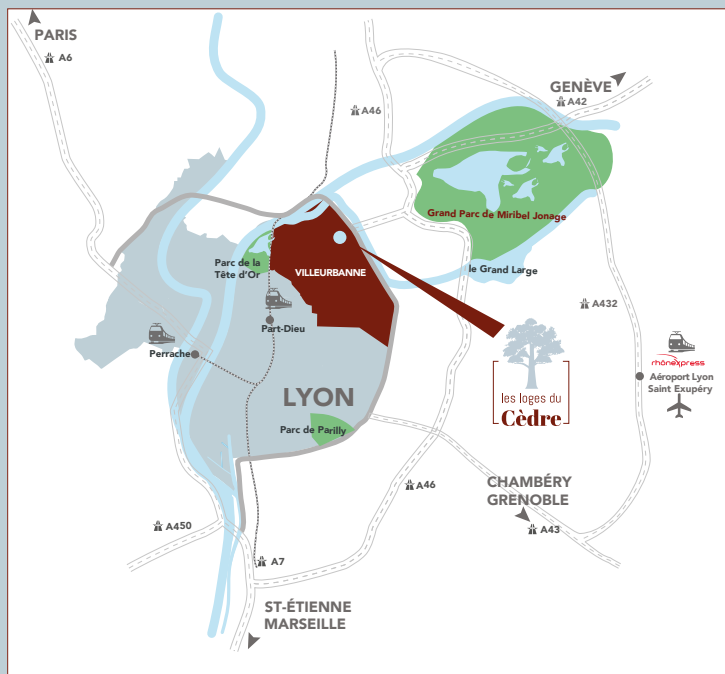 PARIS
A6
A46
GENÈVE
A42
Grand Parc de Miribel Jonage
Parc de la
Tête d'Or
VILLEURBANNE
le Grand Large
A432
Part-Dieu
Perrache
rhônexpress
Aéroport Lyon
Saint Exupéry
LYON
les loges du
Cèdre
Parc de Parilly
A46
CHAMBÉRY
GRENOBLE
A450
A43
A7
ST-ÉTIENNE
MARSEILLE